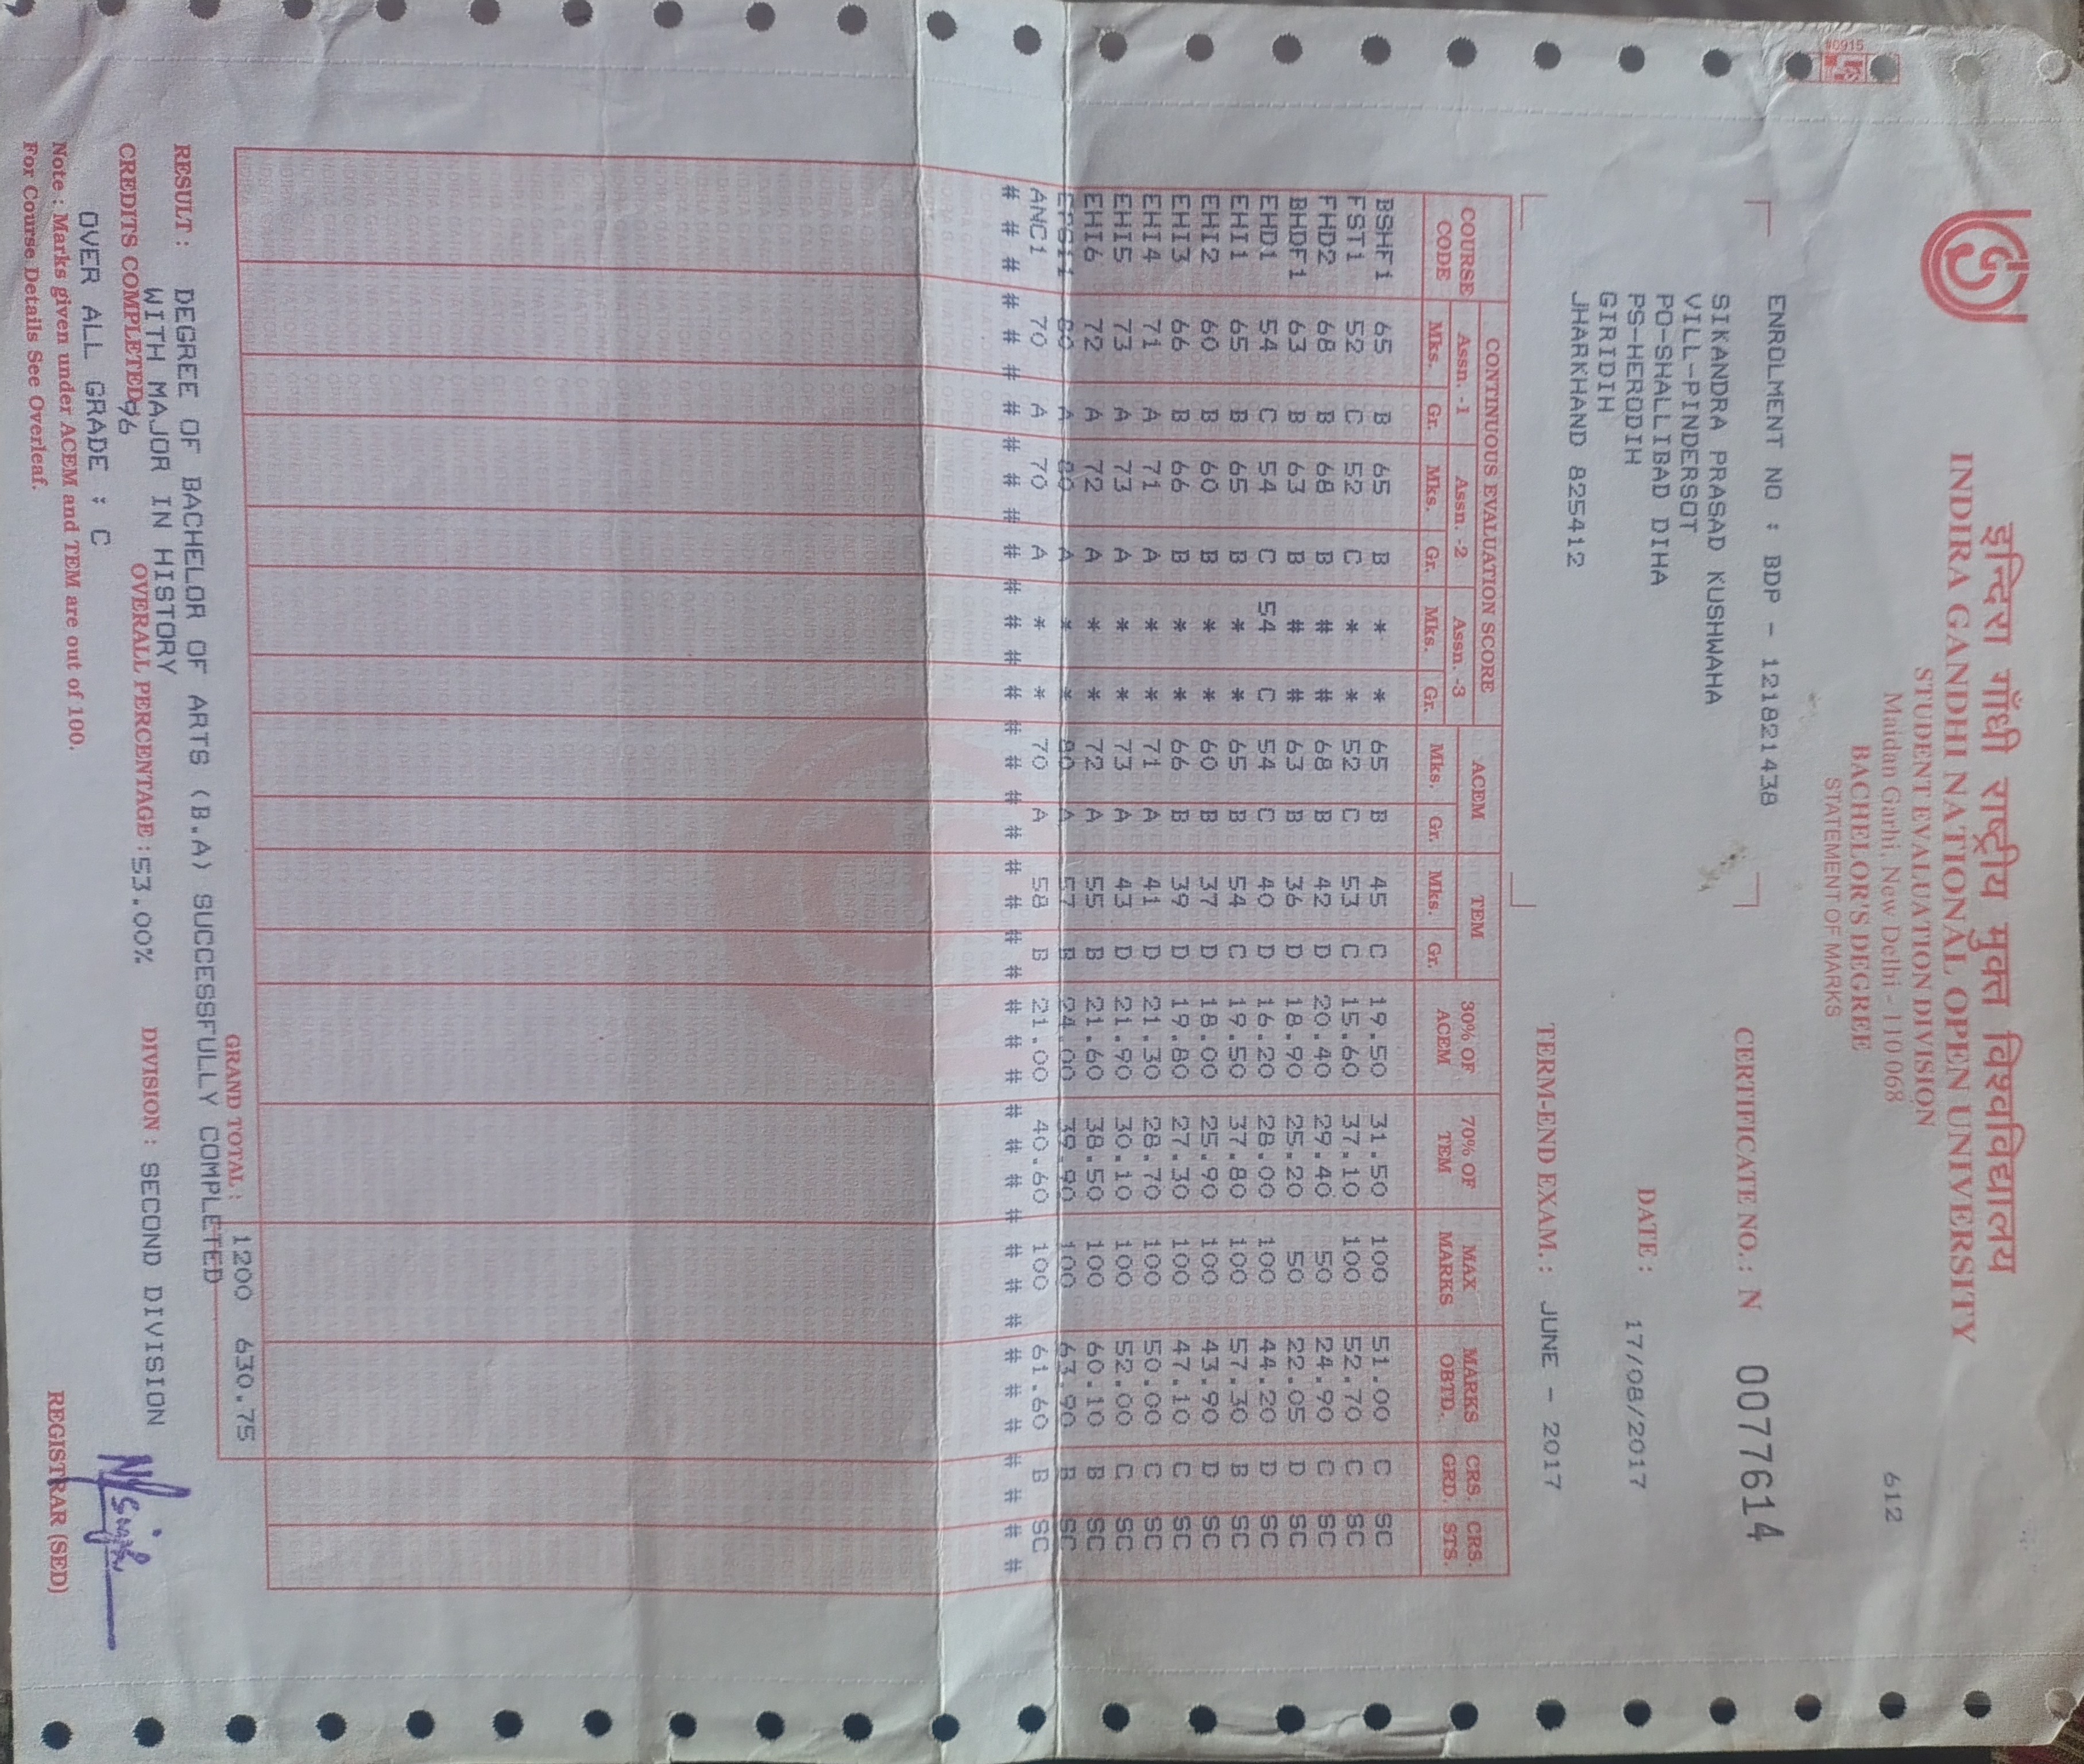 #0915
612
इन्दिरा गाँधी राष्ट्रीय मुक्त विश्वविद्यालय
INDIRA GANDHI NATIONAL OPEN UNIVERSITY
STUDENT EVALUATION DIVISION
Maidan Garhi, New Delhi - 110 068
BACHELOR'S DEGREE
STATEMENT OF MARKS
ENROLMENT NO : BDP - 121821438
CERTIFICATE NO. : N 0077614
SIKANDRA PRASAD KUSHWAHA
VILL-PINDERSOT
PO-SHALLIBAD DIHA
PS-HERODIH
GIRIDIH
JHARKHAND 825412
DATE : 17/08/2017
TERM-END EXAM. : JUNE - 2017
COURSE CODE CONTINUOUS EVALUATION SCORE ACEM TEM 30% OF ACEM 70% OF TEM MAX MARKS MARKS OBTD. CRS. GRD. CRS. STS.
Assn. -1 Assn. -2 Assn. -3
Mks. Gr. Mks. Gr. Mks. Gr. Mks. Gr. Mks. Gr.
BSHF1 65 B 65 B * * 65 B 45 C 19.50 31.50 100 51.00 C SC
FST1 52 C 52 C * * 52 C 53 C 15.60 37.10 100 52.70 C SC
FHD2 68 B 68 B # # 68 B 42 D 20.40 29.40 50 24.90 C SC
BHDF1 63 B 63 B # # 63 B 36 D 18.90 25.20 50 22.05 D SC
EHD1 54 C 54 C 54 C 54 C 40 D 16.20 28.00 100 44.20 D SC
EHI1 65 B 65 B * * 65 B 54 C 19.50 37.80 100 57.30 B SC
EHI2 60 B 60 B * * 60 B 37 D 18.00 25.90 100 43.90 D SC
EHI3 66 B 66 B * * 66 B 39 D 19.80 27.30 100 47.10 C SC
EHI4 71 A 71 A * * 71 A 41 D 21.30 28.70 100 50.00 C SC
EHI5 73 A 73 A * * 73 A 43 D 21.90 30.10 100 52.00 C SC
EHI6 72 A 72 A * * 72 A 55 B 21.60 38.50 100 60.10 B SC
80 A 80 A * * 80 A 57 B 24.00 39.90 100 63.90 B SC
ANC1 70 A 70 A * * 70 A 58 B 21.00 40.60 100 61.60 B SC
# # # # # # # # # # # # # # # # # # # # # # #
GRAND TOTAL : 1200 630.75
RESULT : DEGREE OF BACHELOR OF ARTS (B.A) SUCCESSFULLY COMPLETED
WITH MAJOR IN HISTORY
CREDITS COMPLETED 96 OVERALL PERCENTAGE : 53.00% DIVISION : SECOND DIVISION
OVER ALL GRADE : C
Note : Marks given under ACEM and TEM are out of 100.
For Course Details See Overleaf.
REGISTRAR (SED)